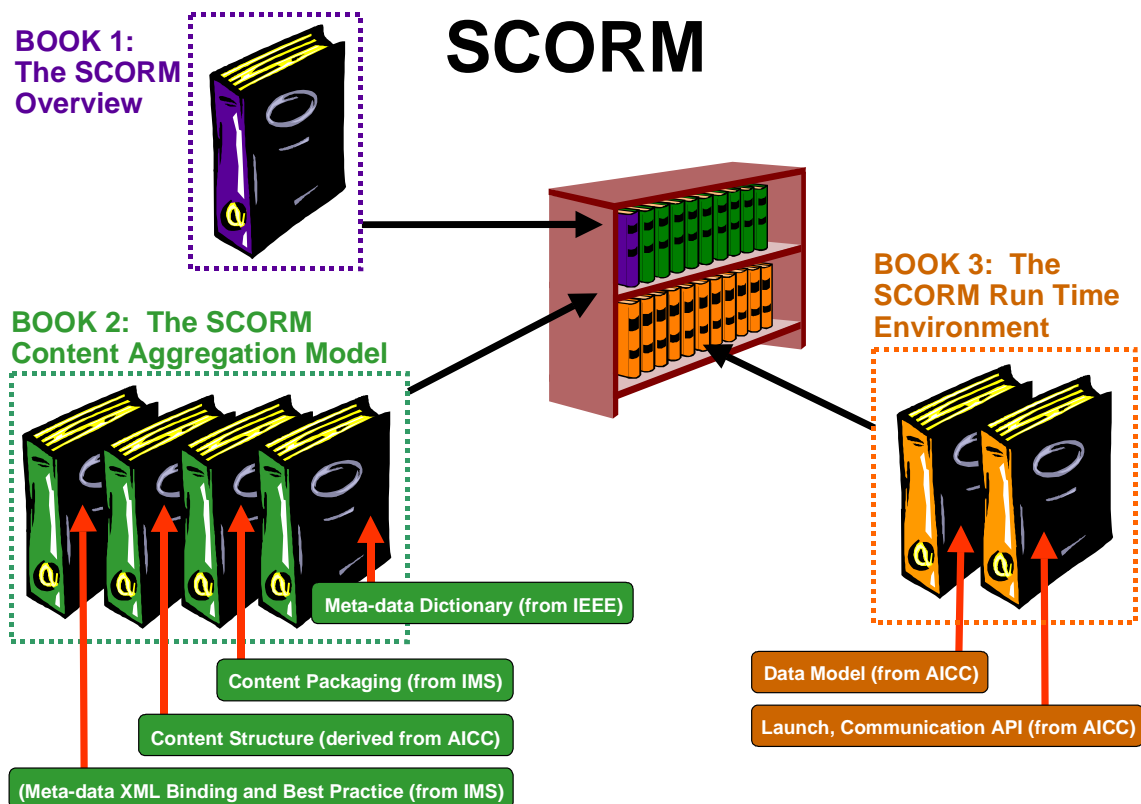 SCORM
BOOK 1:
The SCORM
Overview
BOOK 2:  The SCORM
Content Aggregation Model
BOOK 3:  The
SCORM Run Time
Environment
Meta-data Dictionary (from IEEE)
Content Packaging (from IMS)
Content Structure (derived from AICC)
(Meta-data XML Binding and Best Practice (from IMS)
Data Model (from AICC)
Launch, Communication API (from AICC)